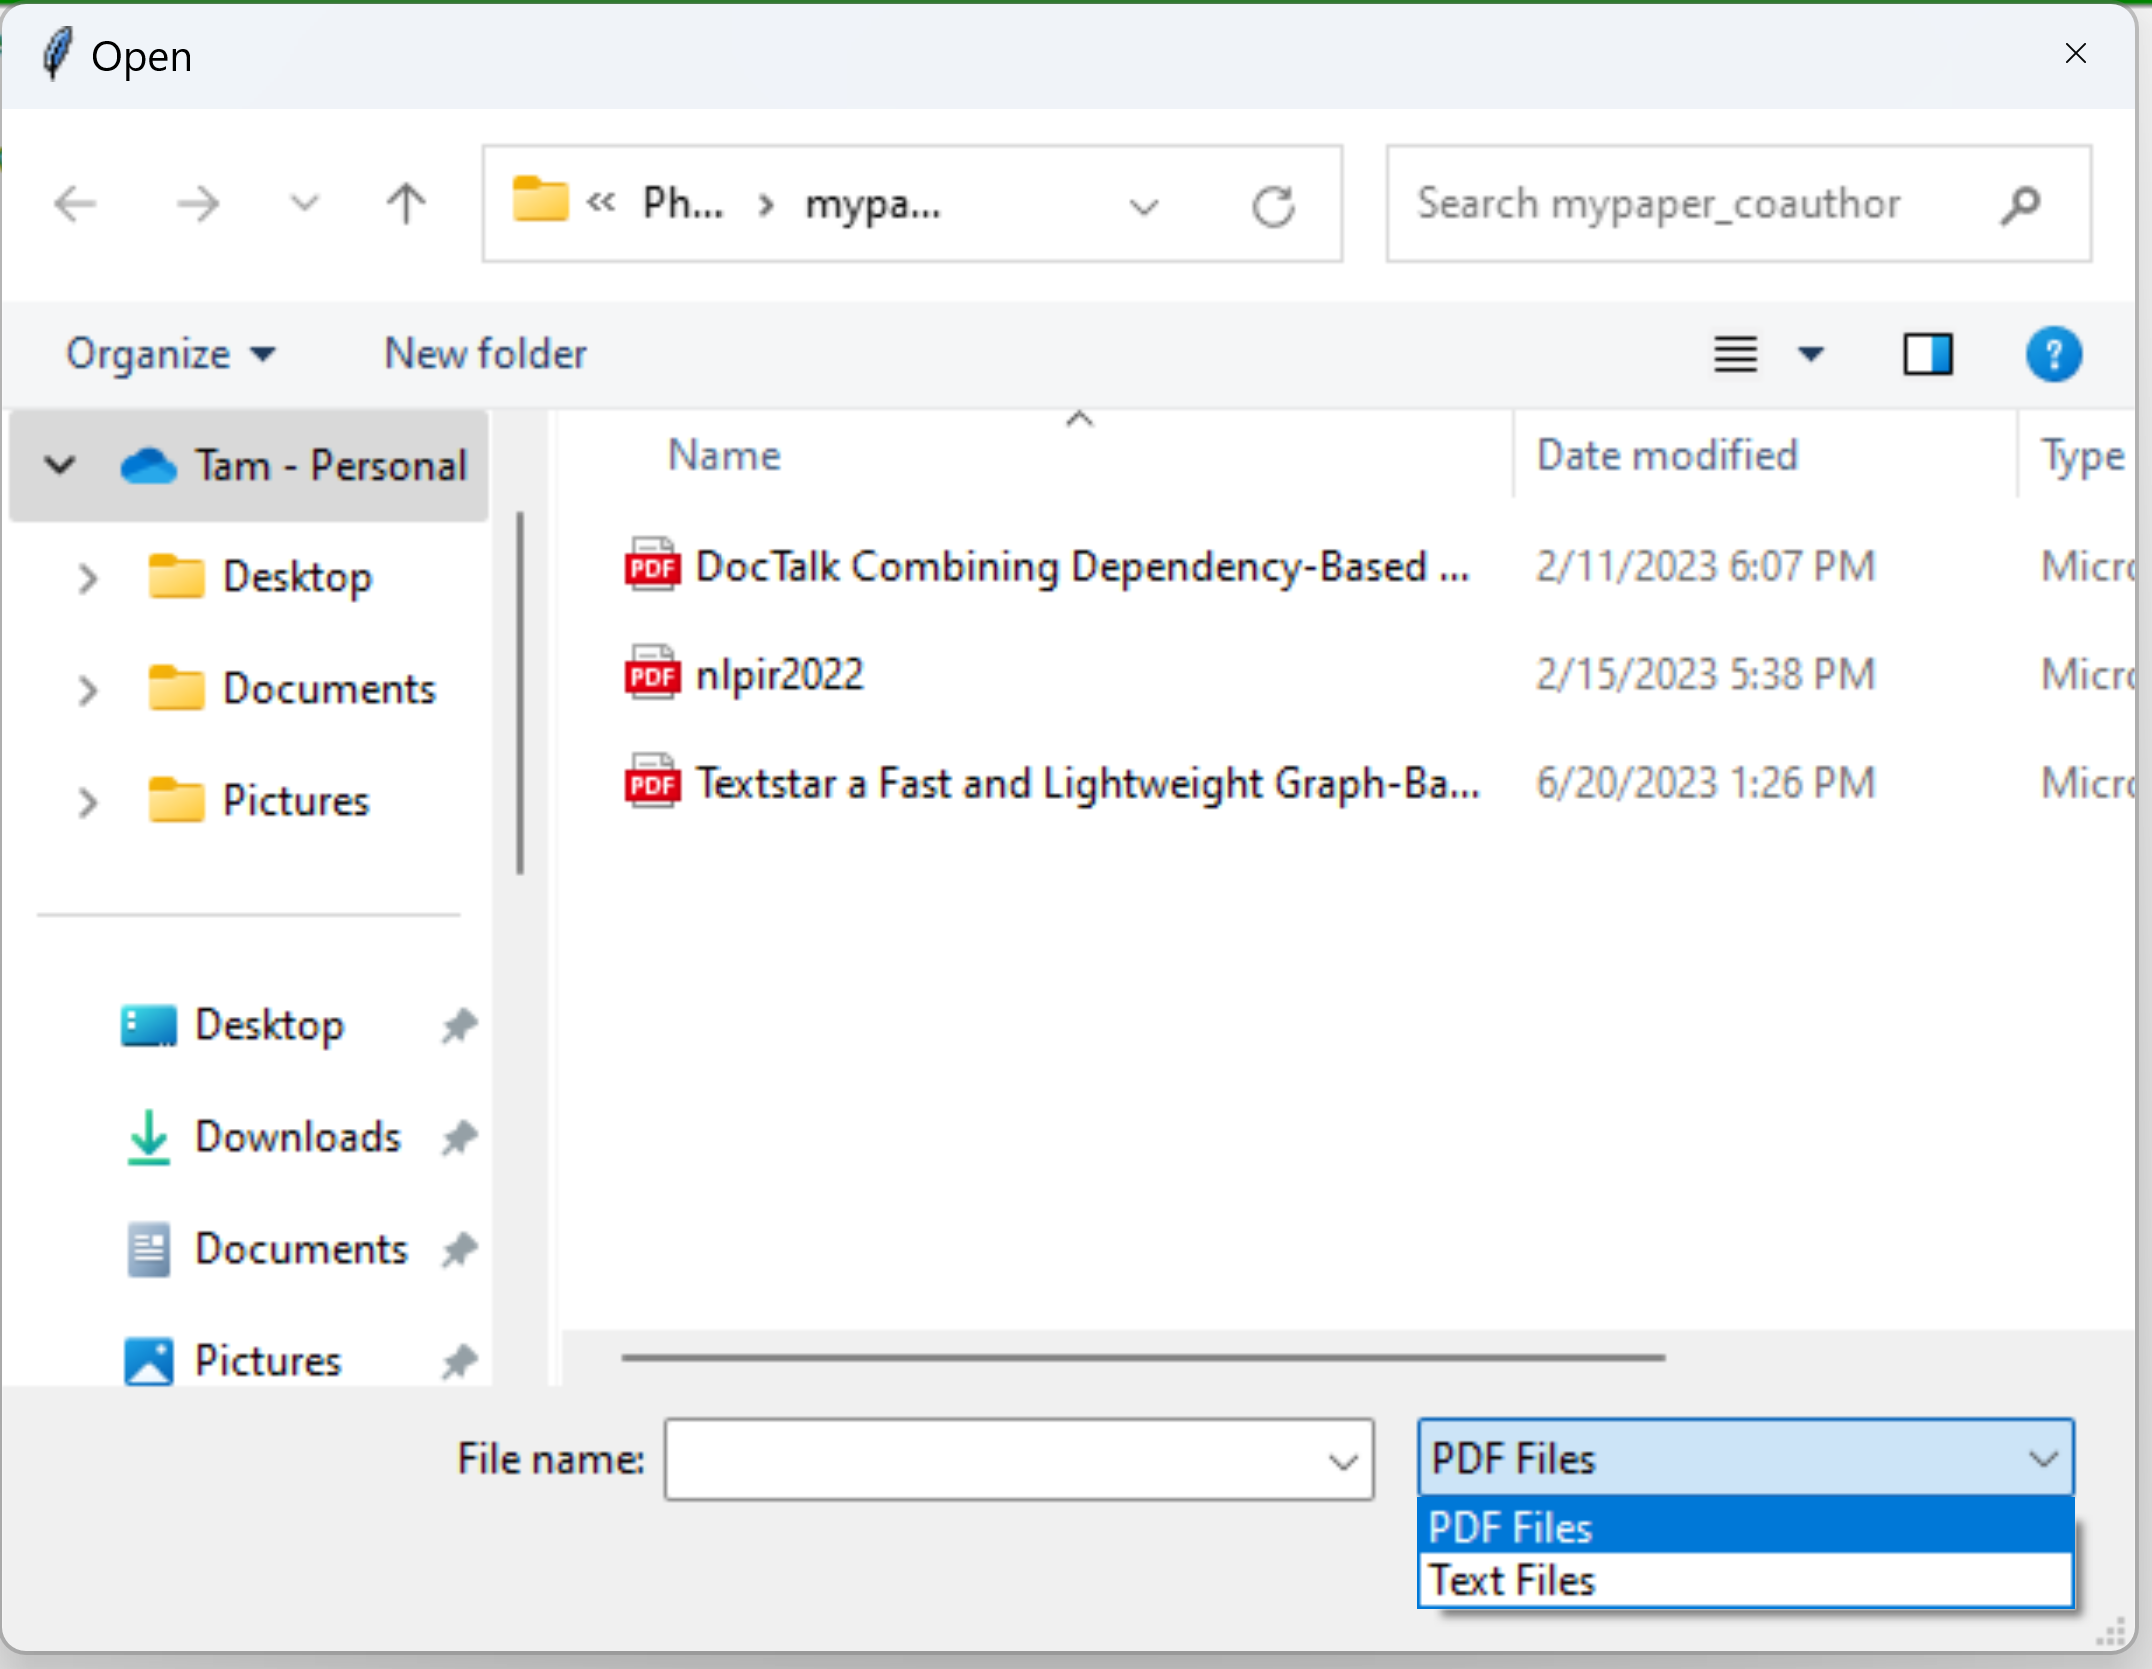 Open
« Ph... > mypa...
Search mypaper_coauthor
Organize
New folder
Name
Date modified
Type
Tam - Personal
Desktop
Documents
Pictures
DocTalk Combining Dependency-Based ...
2/11/2023 6:07 PM
Micro
nlpir2022
2/15/2023 5:38 PM
Micro
Textstar a Fast and Lightweight Graph-Ba...
6/20/2023 1:26 PM
Micro
Desktop
Downloads
Documents
Pictures
File name:
PDF Files
PDF Files
Text Files